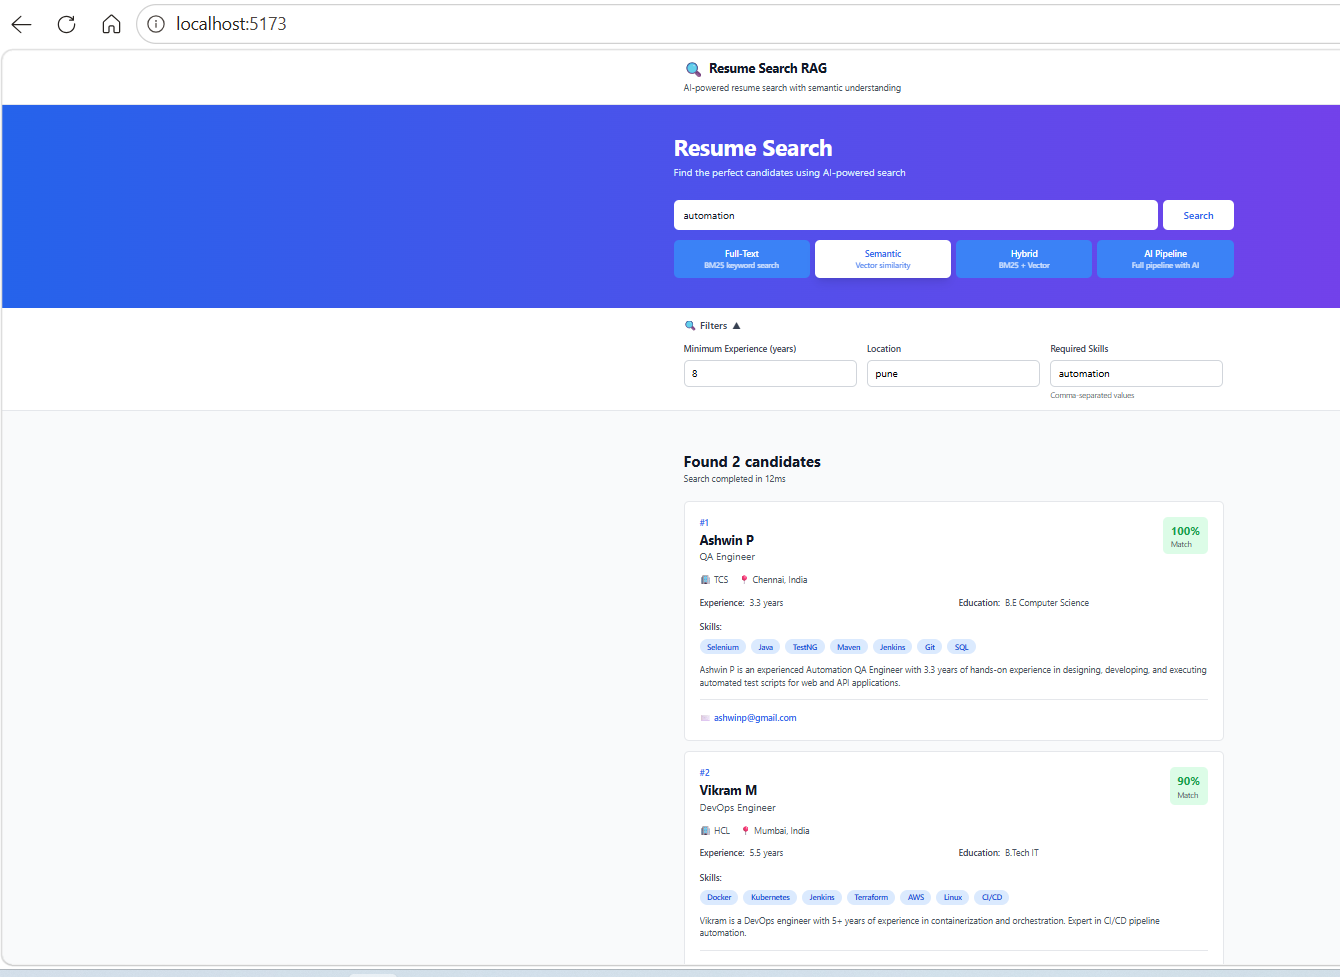 localhost:5173
Resume Search RAG
AI-powered resume search with semantic understanding
Resume Search
Find the perfect candidates using AI-powered search
automation
Search
Full-Text
BM25 keyword search
Semantic
Vector similarity
Hybrid
BM25 + Vector
AI Pipeline
Full pipeline with AI
Filters ▲
Minimum Experience (years)
Location
Required Skills
8
pune
automation
Comma-separated values
Found 2 candidates
Search completed in 12ms
#1
100%
Match
Ashwin P
QA Engineer
TCS Chennai, India
Experience: 3.3 years
Education: B.E Computer Science
Skills:
Selenium Java TestNG Maven Jenkins Git SQL
Ashwin P is an experienced Automation QA Engineer with 3.3 years of hands-on experience in designing, developing, and executing
automated test scripts for web and API applications.
ashwinp@gmail.com
#2
90%
Match
Vikram M
DevOps Engineer
HCL Mumbai, India
Experience: 5.5 years
Education: B.Tech IT
Skills:
Docker Kubernetes Jenkins Terraform AWS Linux CI/CD
Vikram is a DevOps engineer with 5+ years of experience in containerization and orchestration. Expert in CI/CD pipeline
automation.